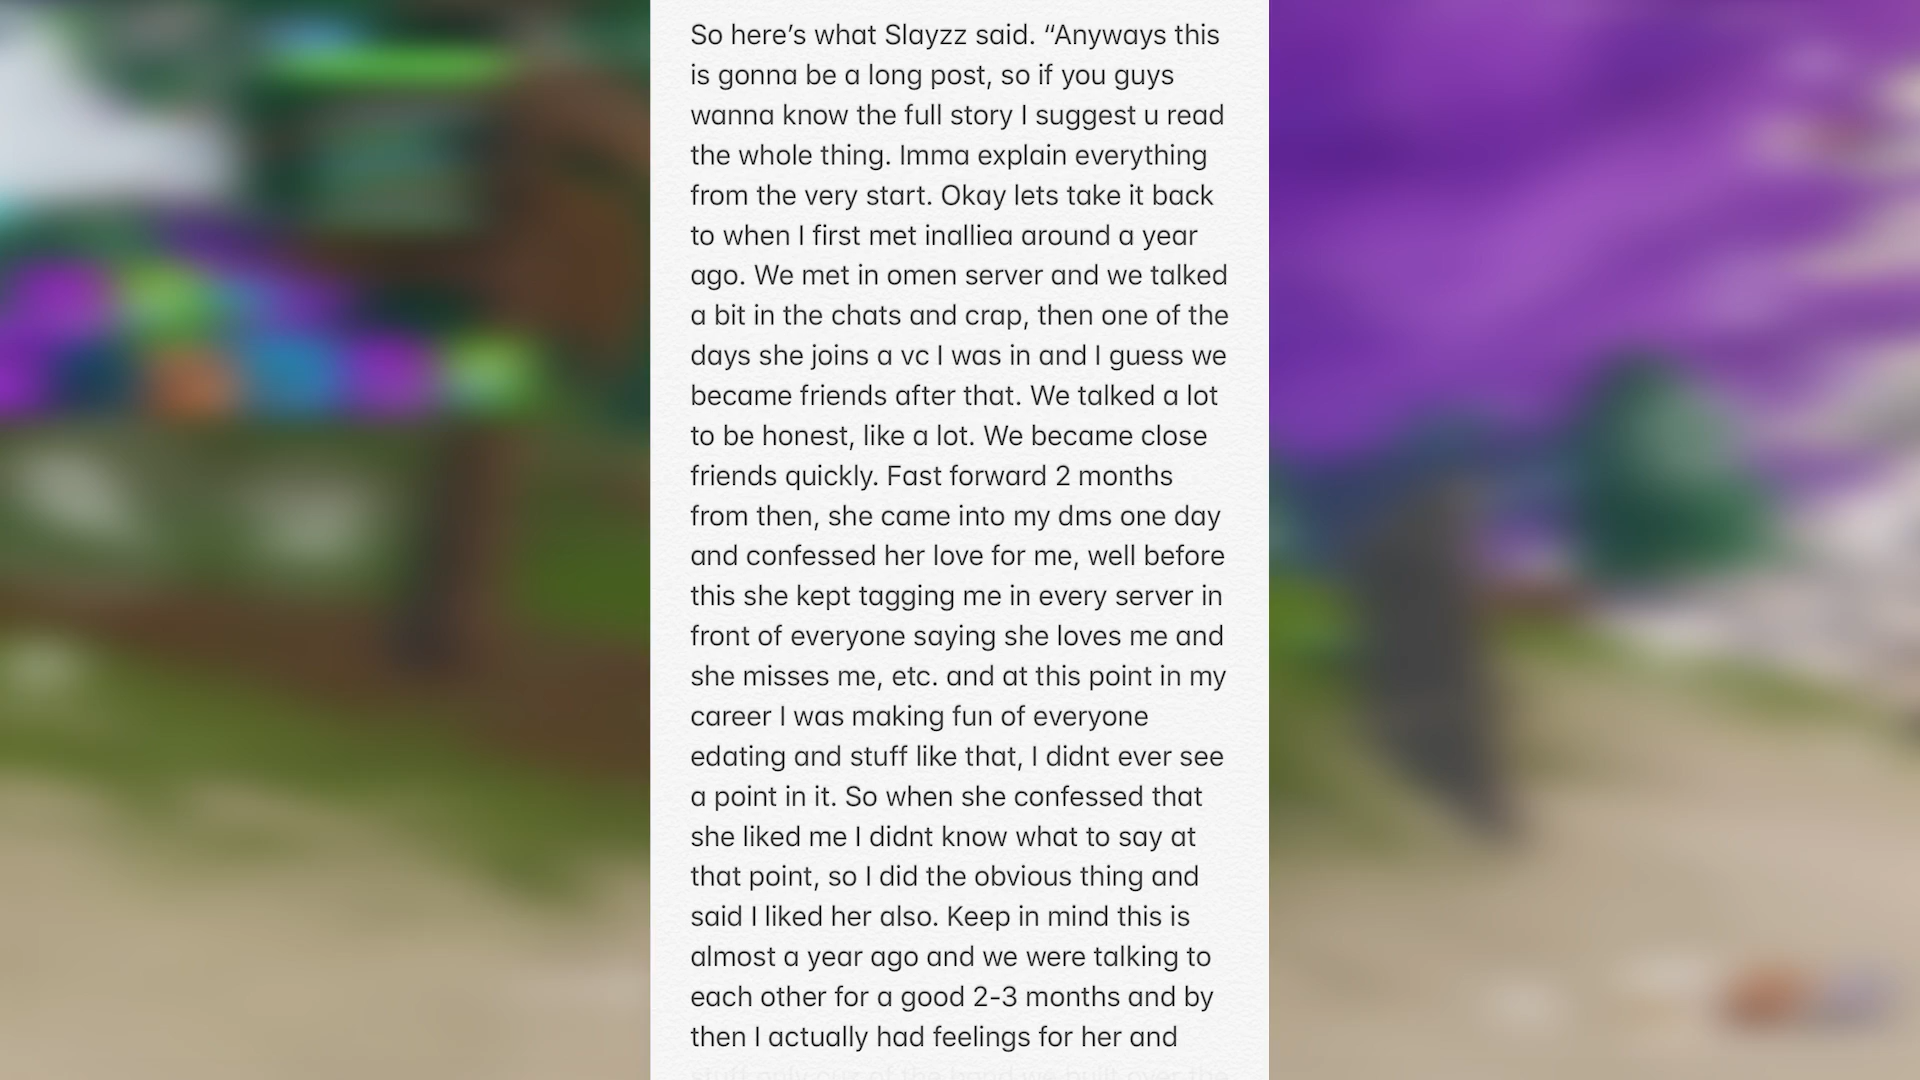 So here’s what Slayzz said. “Anyways this
is gonna be a long post, so if you guys
wanna know the full story I suggest u read
the whole thing. Imma explain everything
from the very start. Okay lets take it back
to when I first met inalliea around a year
ago. We met in omen server and we talked
a bit in the chats and crap, then one of the
days she joins a vc I was in and I guess we
became friends after that. We talked a lot
to be honest, like a lot. We became close
friends quickly. Fast forward 2 months
from then, she came into my dms one day
and confessed her love for me, well before
this she kept tagging me in every server in
front of everyone saying she loves me and
she misses me, etc. and at this point in my
career I was making fun of everyone
edating and stuff like that, I didnt ever see
a point in it. So when she confessed that
she liked me I didnt know what to say at
that point, so I did the obvious thing and
said I liked her also. Keep in mind this is
almost a year ago and we were talking to
each other for a good 2-3 months and by
then I actually had feelings for her and
stuff only cuz of the bond we built over the